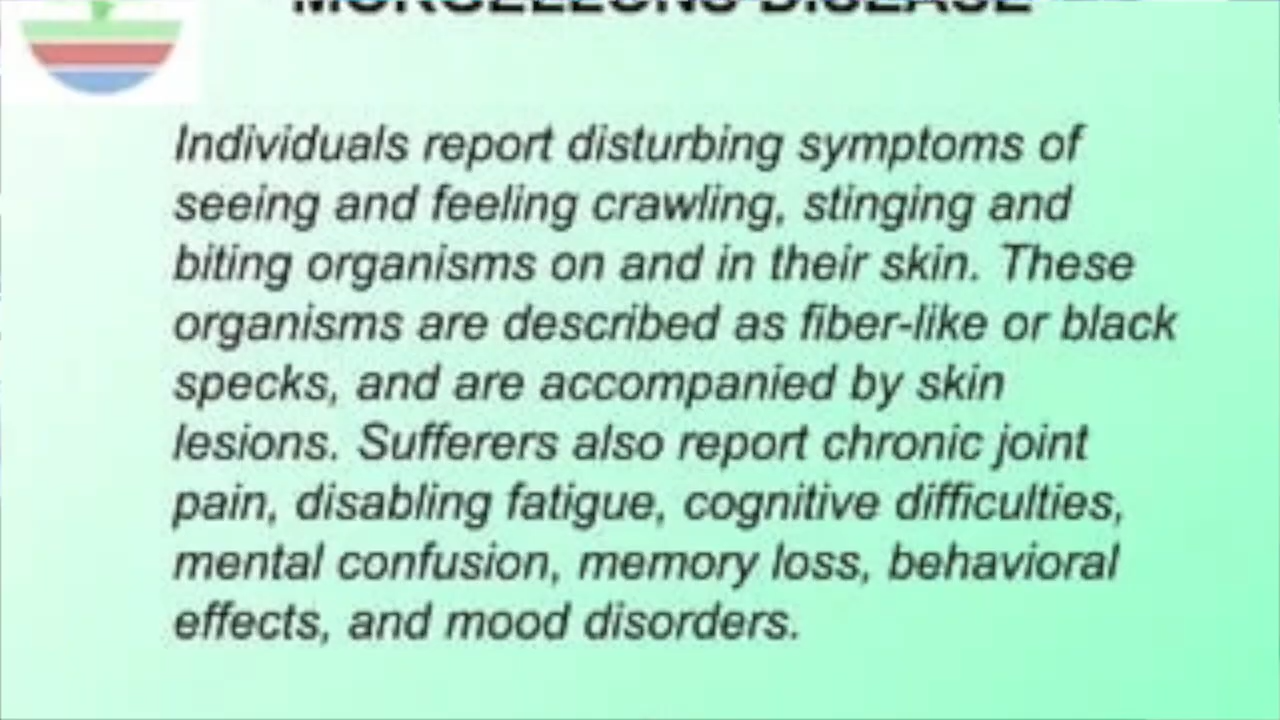 MORGELLONS DISEASE
Individuals report disturbing symptoms of
seeing and feeling crawling, stinging and
biting organisms on and in their skin. These
organisms are described as fiber-like or black
specks, and are accompanied by skin
lesions. Sufferers also report chronic joint
pain, disabling fatigue, cognitive difficulties,
mental confusion, memory loss, behavioral
effects, and mood disorders.